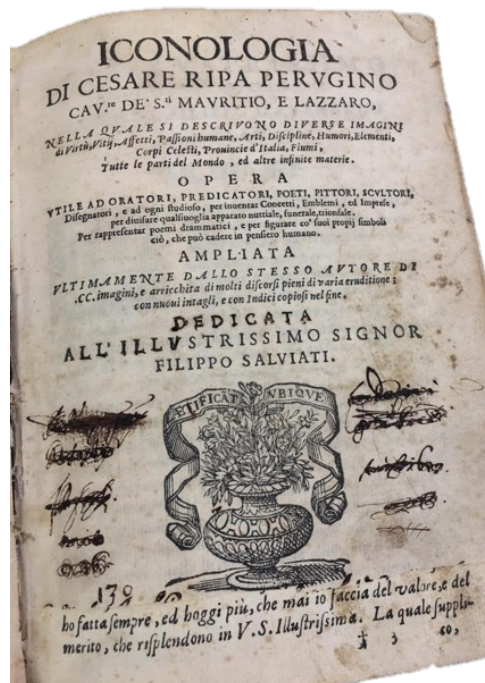 ICONOLOGIA
DI CESARE RIPA PERVGINO
CAV.re DE' S.ti MAVRITIO, E LAZZARO,
NELLA QVALE SI DESCRIVONO DIVERSE IMAGINI
di Virtù, Vitij, Affetti, Passioni humane, Arti, Discipline, Humori, Elementi,
Corpi Celesti, Prouincie d'Italia, Fiumi,
Tutte le parti del Mondo, ed altre infinite materie.
OPERA
VTILE AD ORATORI, PREDICATORI, POETI, PITTORI, SCVLTORI,
Disegnatori, e ad ogni studioso, per inuentar Concetti, Emblemi, ed Imprese,
per diuisare qualsiuoglia apparato nuttiale, funerale, trionfale.
Per rappresentar poemi drammatici, e per figurare co' suoi propij simboli
ciò, che può cadere in pensiero humano.
AMPLIATA
VLTIMAMENTE DALLO STESSO AVTORE DI
.CC. imagini, e arricchita di molti discorsi pieni di varia eruditione;
con nuoui intagli, e con Indici copiosi nel fine.
DEDICATA
ALL' ILLVSTRISSIMO SIGNOR
FILIPPO SALVIATI.
LETIFICAT VBIQVE
139
ho fatta sempre, ed hoggi più, che mai io faccia del valore, e del
merito, che risplendono in V. S. Illustrissima. La quale suppli-
‡ 3 co,